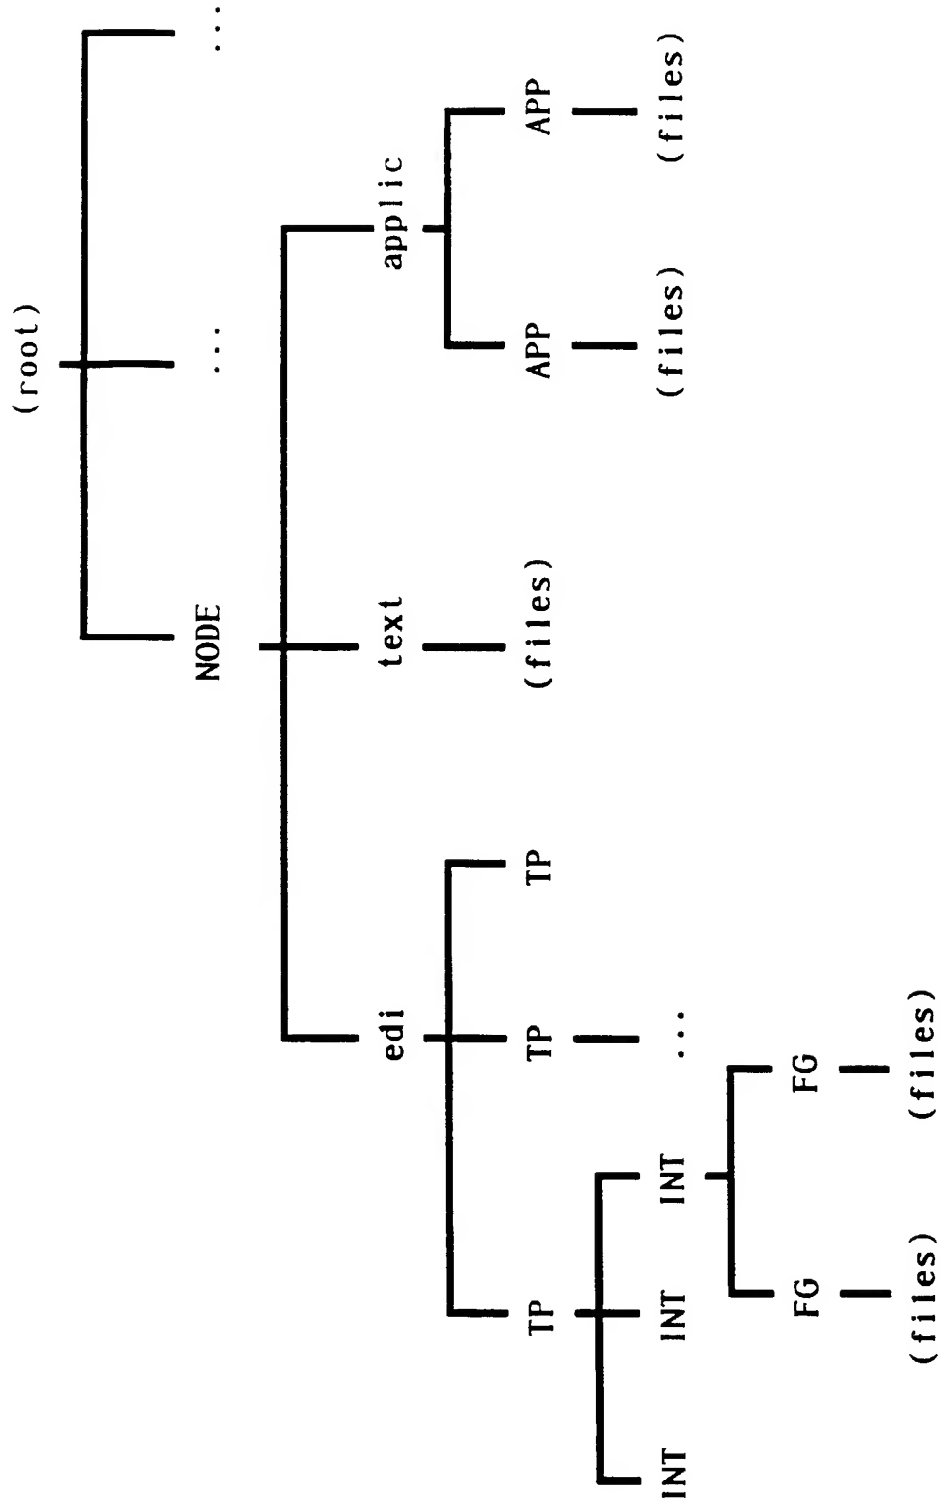 (root)
NODE ... ...
edi text applic
TP TP TP (files) APP APP
INT INT INT ... (files) (files)
FG FG
(files) (files)